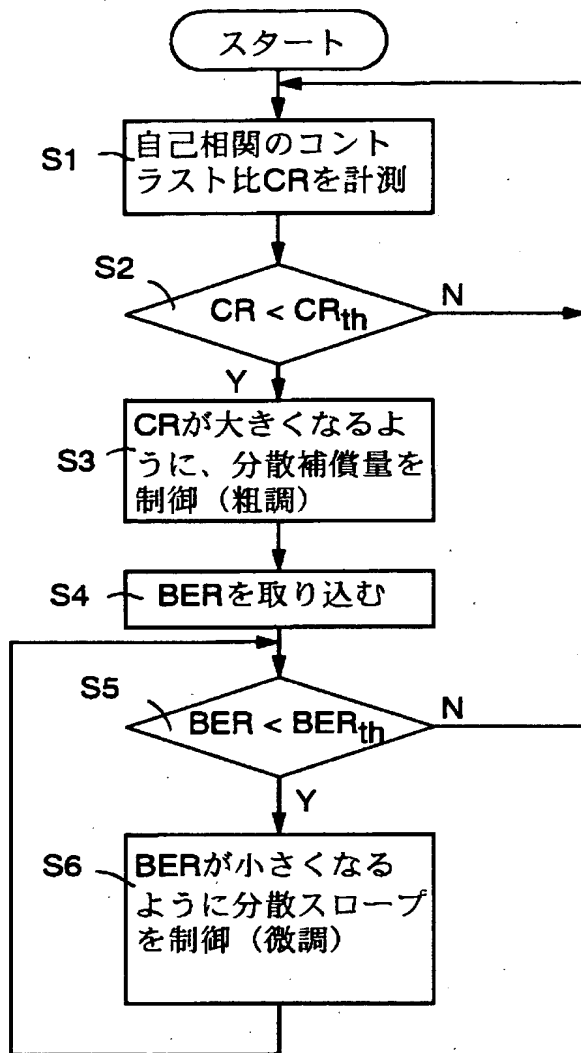 スタート
S1
自己相関のコント
ラスト比CRを計測
S2
CR < CRth
N
Y
S3
CRが大きくなるよ
うに、分散補償量を
制御（粗調）
S4
BERを取り込む
S5
BER < BERth
N
Y
S6
BERが小さくなる
ように分散スロープ
を制御（微調）